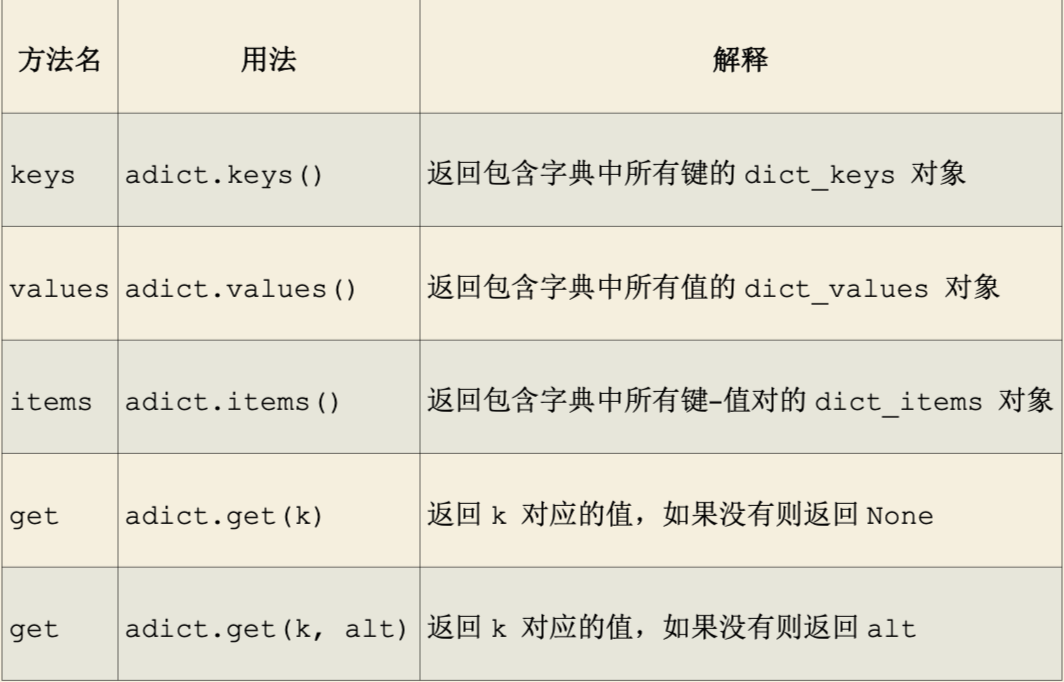 方法名 用法 解释
keys adict.keys() 返回包含字典中所有键的 dict_keys 对象
values adict.values() 返回包含字典中所有值的 dict_values 对象
items adict.items() 返回包含字典中所有键-值对的 dict_items 对象
get adict.get(k) 返回 k 对应的值，如果没有则返回 None
get adict.get(k, alt) 返回 k 对应的值，如果没有则返回 alt